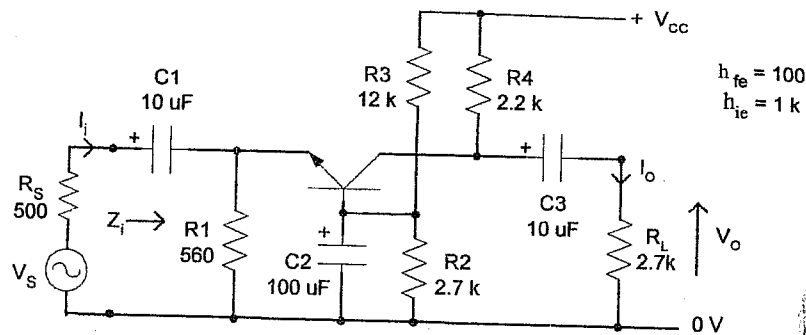 + V_CC
R3
12 k
R4
2.2 k
h_fe = 100
h_ie = 1 k
C1
10 uF
I_i
+
+
I_O
R_S
500
Z_i
R1
560
C2
100 uF
+
R2
2.7 k
C3
10 uF
R_L
2.7k
V_O
V_S
0 V